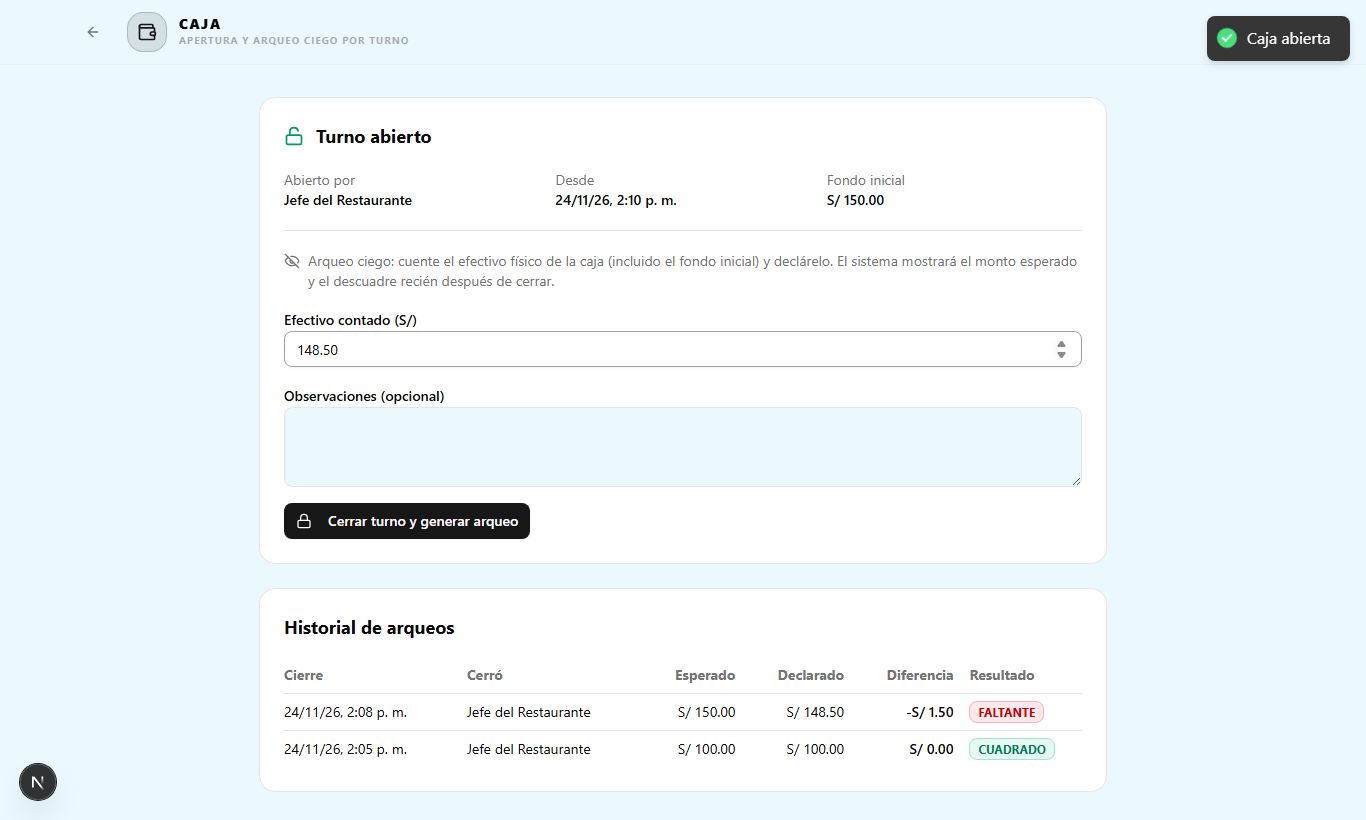 CAJA
APERTURA Y ARQUEO CIEGO POR TURNO
Caja abierta
Turno abierto
Abierto por Desde Fondo inicial
Jefe del Restaurante 24/11/26, 2:10 p. m. S/ 150.00
Arqueo ciego: cuente el efectivo físico de la caja (incluido el fondo inicial) y declárelo. El sistema mostrará el monto esperado
y el descuadre recién después de cerrar.
Efectivo contado (S/)
148.50
Observaciones (opcional)
Cerrar turno y generar arqueo
Historial de arqueos
Cierre Cerró Esperado Declarado Diferencia Resultado
24/11/26, 2:08 p. m. Jefe del Restaurante S/ 150.00 S/ 148.50 -S/ 1.50 FALTANTE
24/11/26, 2:05 p. m. Jefe del Restaurante S/ 100.00 S/ 100.00 S/ 0.00 CUADRADO
N